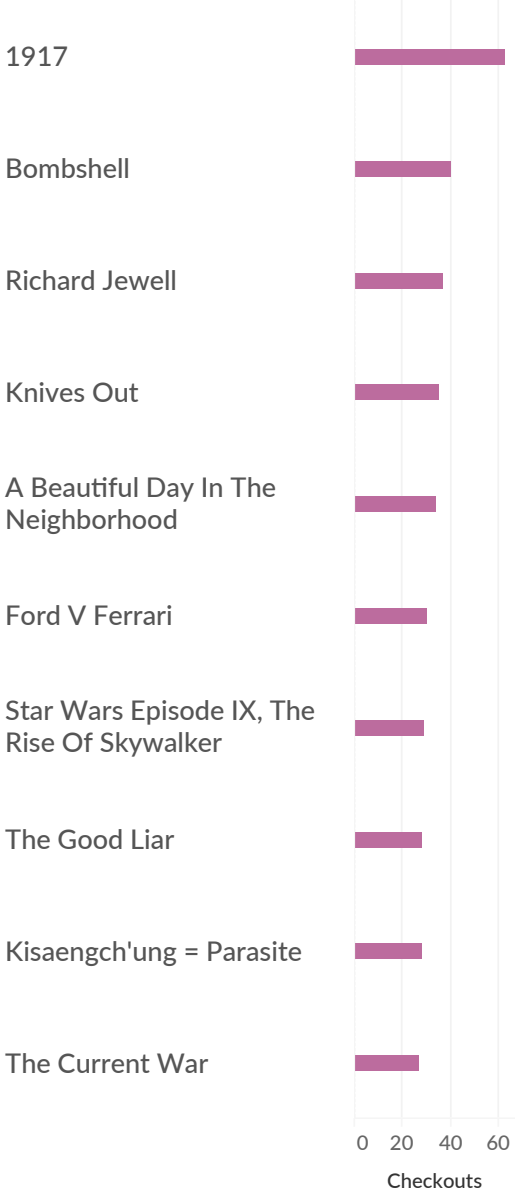 1917
Bombshell
Richard Jewell
Knives Out
A Beautiful Day In The
Neighborhood
Ford V Ferrari
Star Wars Episode IX, The
Rise Of Skywalker
The Good Liar
Kisaengch'ung = Parasite
The Current War
0 20 40 60
Checkouts